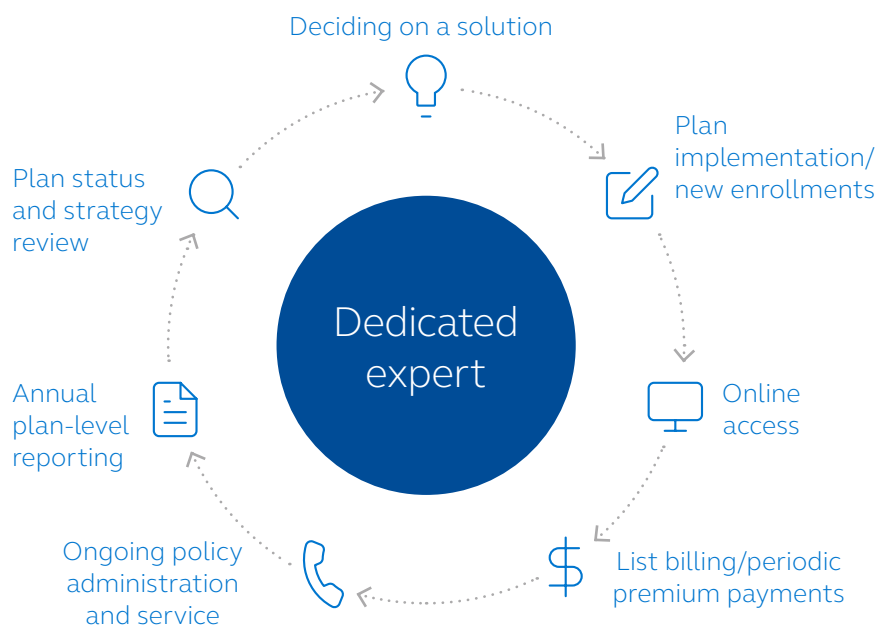 Deciding on a solution
Plan
implementation/
new enrollments
Online
access
List billing/periodic
premium payments
Ongoing policy
administration
and service
Annual
plan-level
reporting
Plan status
and strategy
review
Dedicated
expert